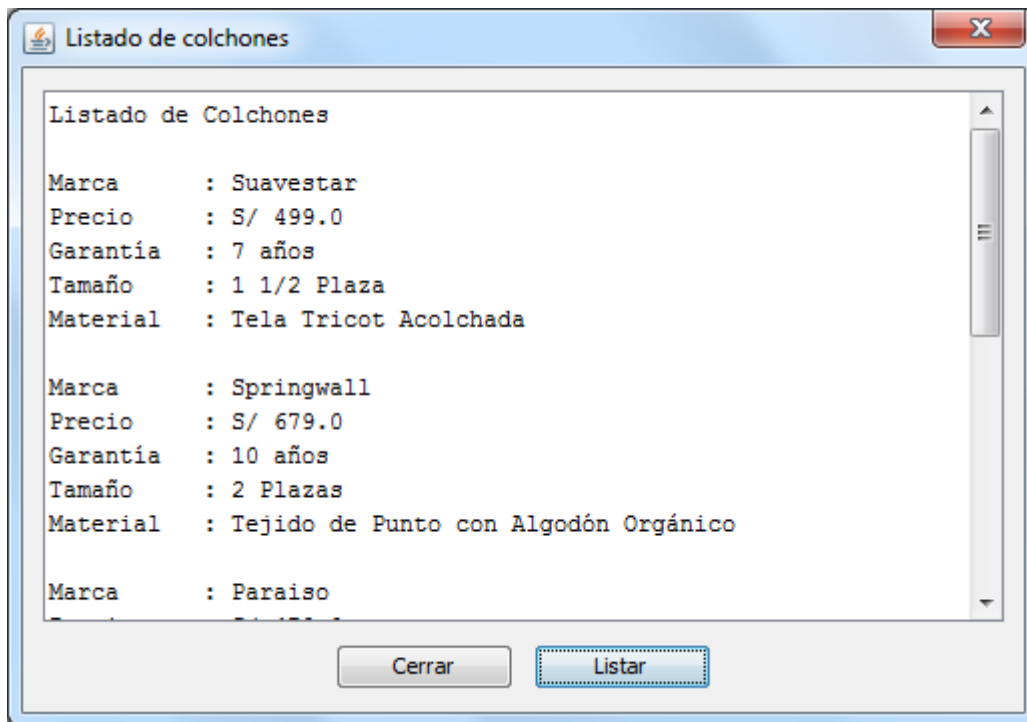 Listado de colchones
Listado de Colchones
Marca : Suavestar
Precio : S/ 499.0
Garantía : 7 años
Tamaño : 1 1/2 Plaza
Material : Tela Tricot Acolchada
Marca : Springwall
Precio : S/ 679.0
Garantía : 10 años
Tamaño : 2 Plazas
Material : Tejido de Punto con Algodón Orgánico
Marca : Paraiso
Cerrar Listar